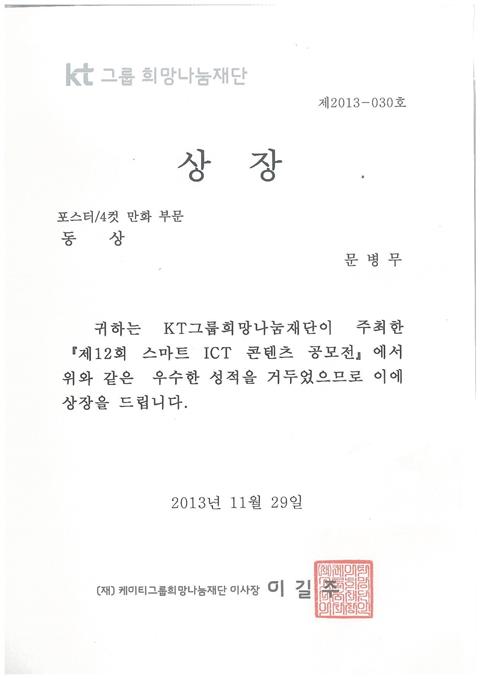 kt 그룹 희망나눔재단
제2013-030호
상 장
포스터/4컷 만화 부문
동 상
문 병 무
귀하는 KT그룹희망나눔재단이 주최한
『제12회 스마트 ICT 콘텐츠 공모전』에서
위와 같은 우수한 성적을 거두었으므로 이에
상장을 드립니다.
2013년 11월 29일
(재) 케이티그룹희망나눔재단 이사장 이 길 주